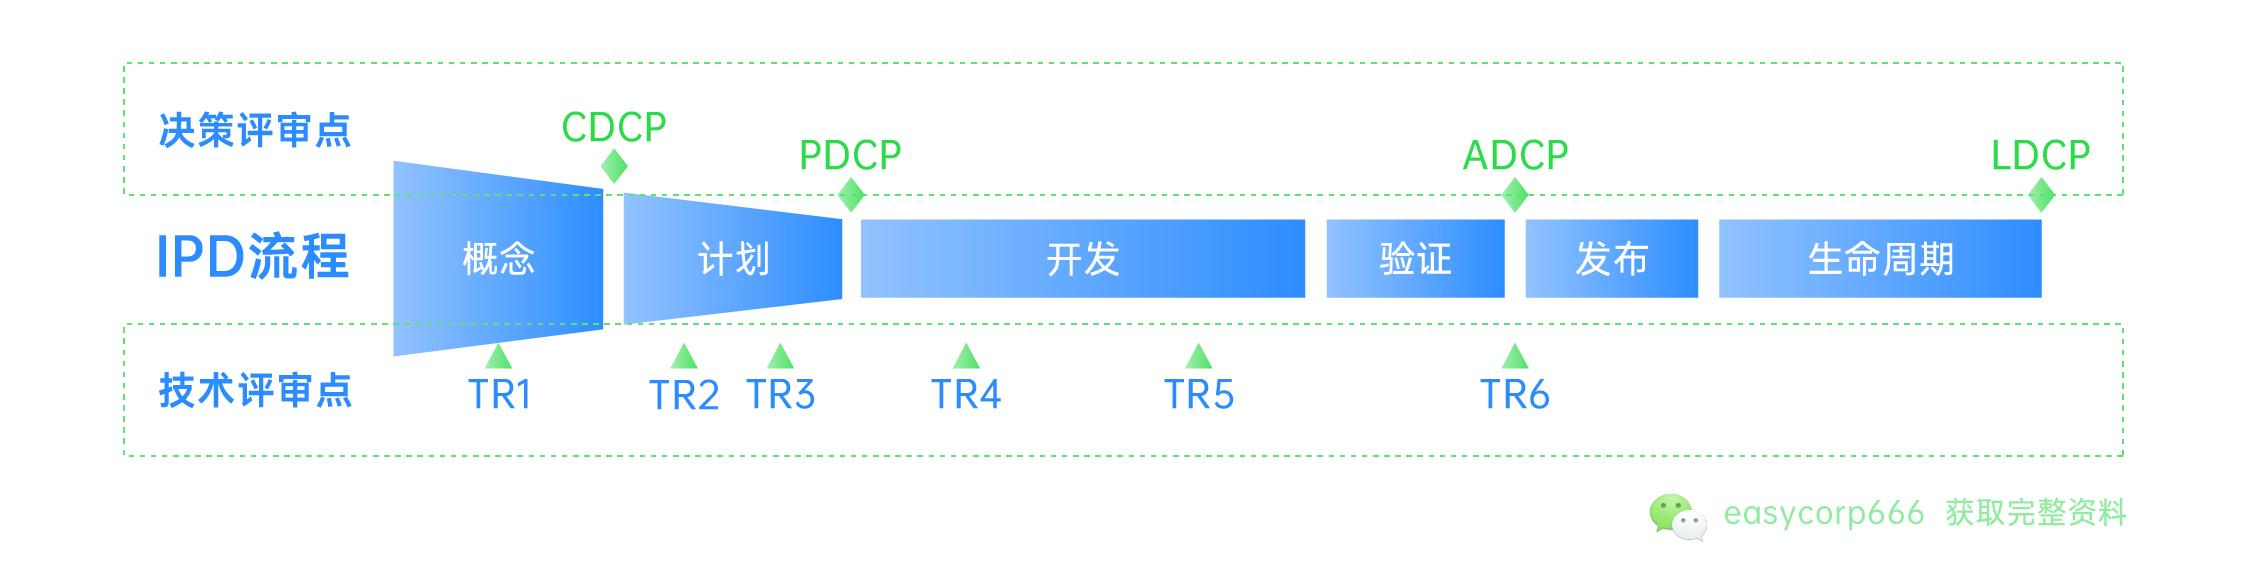 决策评审点
CDCP
PDCP
ADCP
LDCP
IPD流程
概念
计划
开发
验证
发布
生命周期
技术评审点
TR1
TR2
TR3
TR4
TR5
TR6
easycorp666 获取完整资料